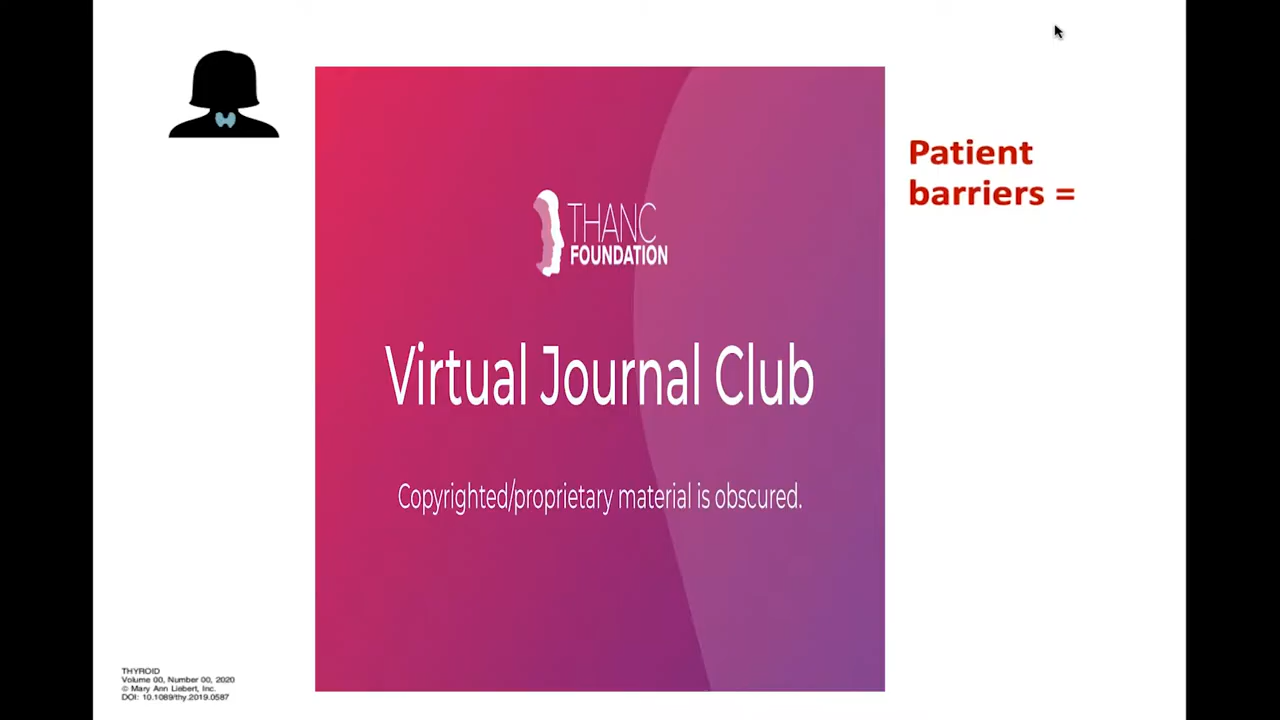 Patient
barriers =
THANC
FOUNDATION
Virtual Journal Club
Copyrighted/proprietary material is obscured.
THYROID
Volume 00, Number 00, 2020
© Mary Ann Liebert, Inc.
DOI: 10.1089/thy.2019.0587